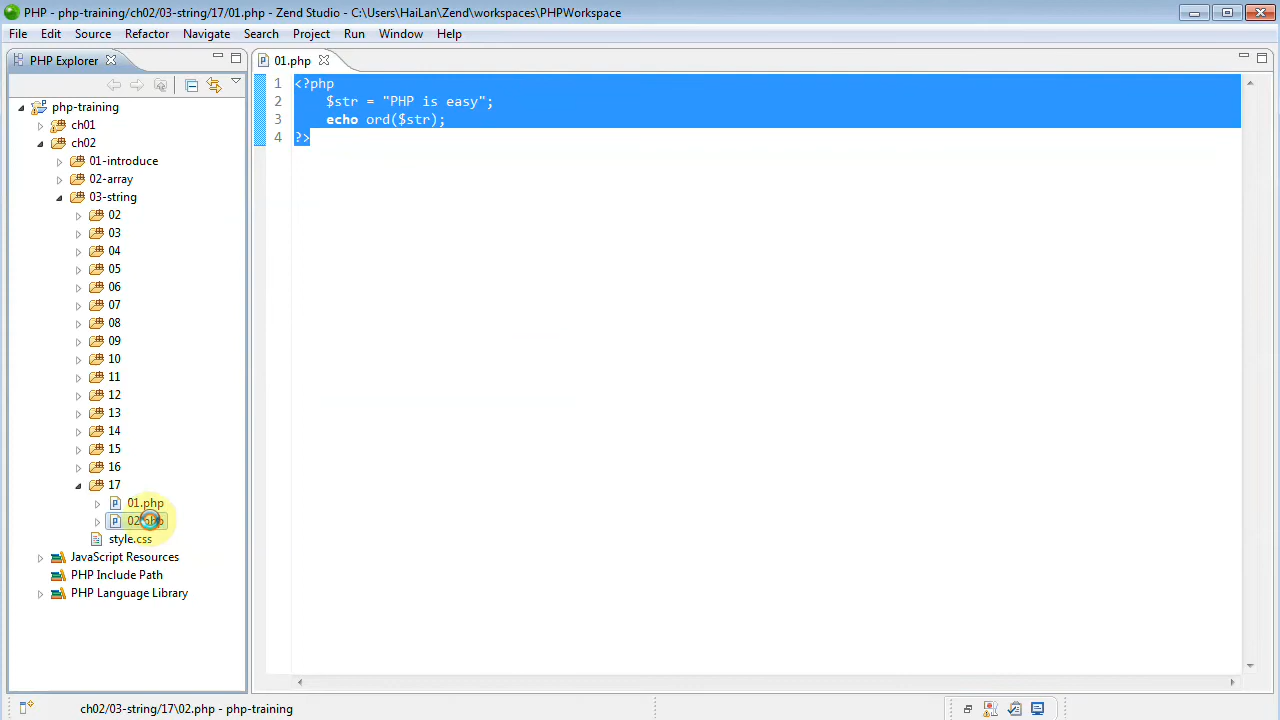 PHP - php-training/ch02/03-string/17/01.php - Zend Studio - C:\Users\HaiLan\Zend\workspaces\PHPWorkspace
File Edit Source Refactor Navigate Search Project Run Window Help
PHP Explorer
01.php
php-training
ch01
ch02
01-introduce
02-array
03-string
02
03
04
05
06
07
08
09
10
11
12
13
14
15
16
17
01.php
02.php
style.css
JavaScript Resources
PHP Include Path
PHP Language Library
1 <?php
2 $str = "PHP is easy";
3 echo ord($str);
4 ?>
ch02/03-string/17\02.php - php-training